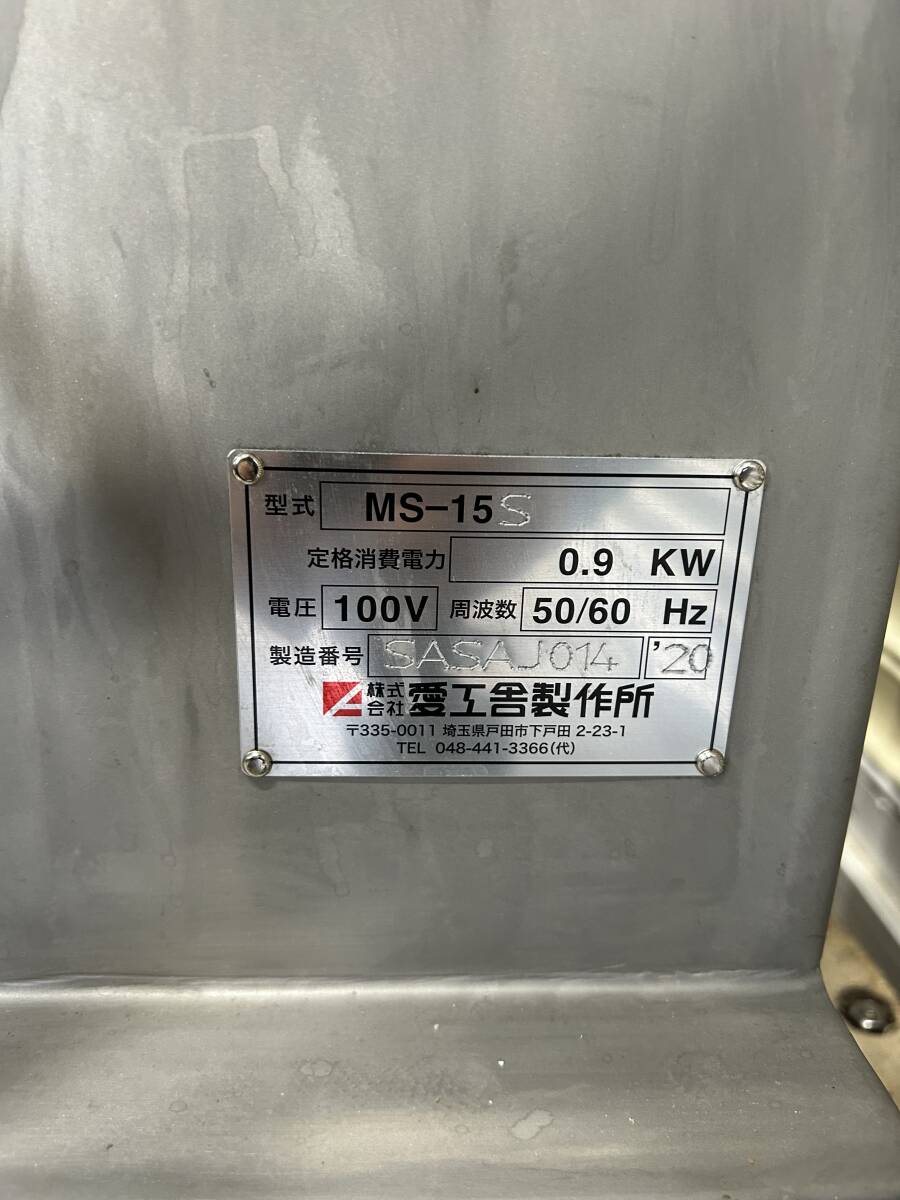 型式 MS-15S
定格消費電力 0.9 KW
電圧 100V 周波数 50/60 Hz
製造番号 SASAJ014 '20
株式会社 愛工舎製作所
〒335-0011 埼玉県戸田市下戸田 2-23-1
TEL 048-441-3366(代)